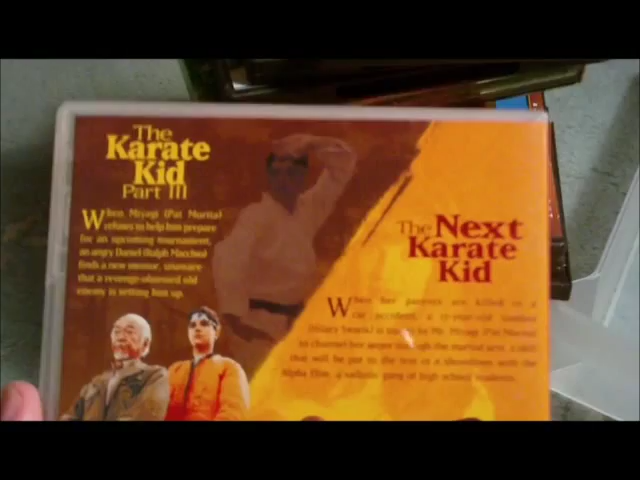 The
Karate
Kid
Part III
When Miyagi (Pat Morita)
refuses to help him prepare
for an upcoming tournament,
an angry Daniel (Ralph Macchio)
finds a new mentor, unaware
that a revenge-obsessed old
enemy is setting him up.
The Next
Karate
Kid
When her parents are killed in a
car accident, a 17-year-old tomboy
(Hilary Swank) is to by Mr. Miyagi (Pat Morita)
to channel her anger through the martial arts, a skill
that will be put to the test in a showdown with the
Alpha Elite, a sadistic gang of high school students.